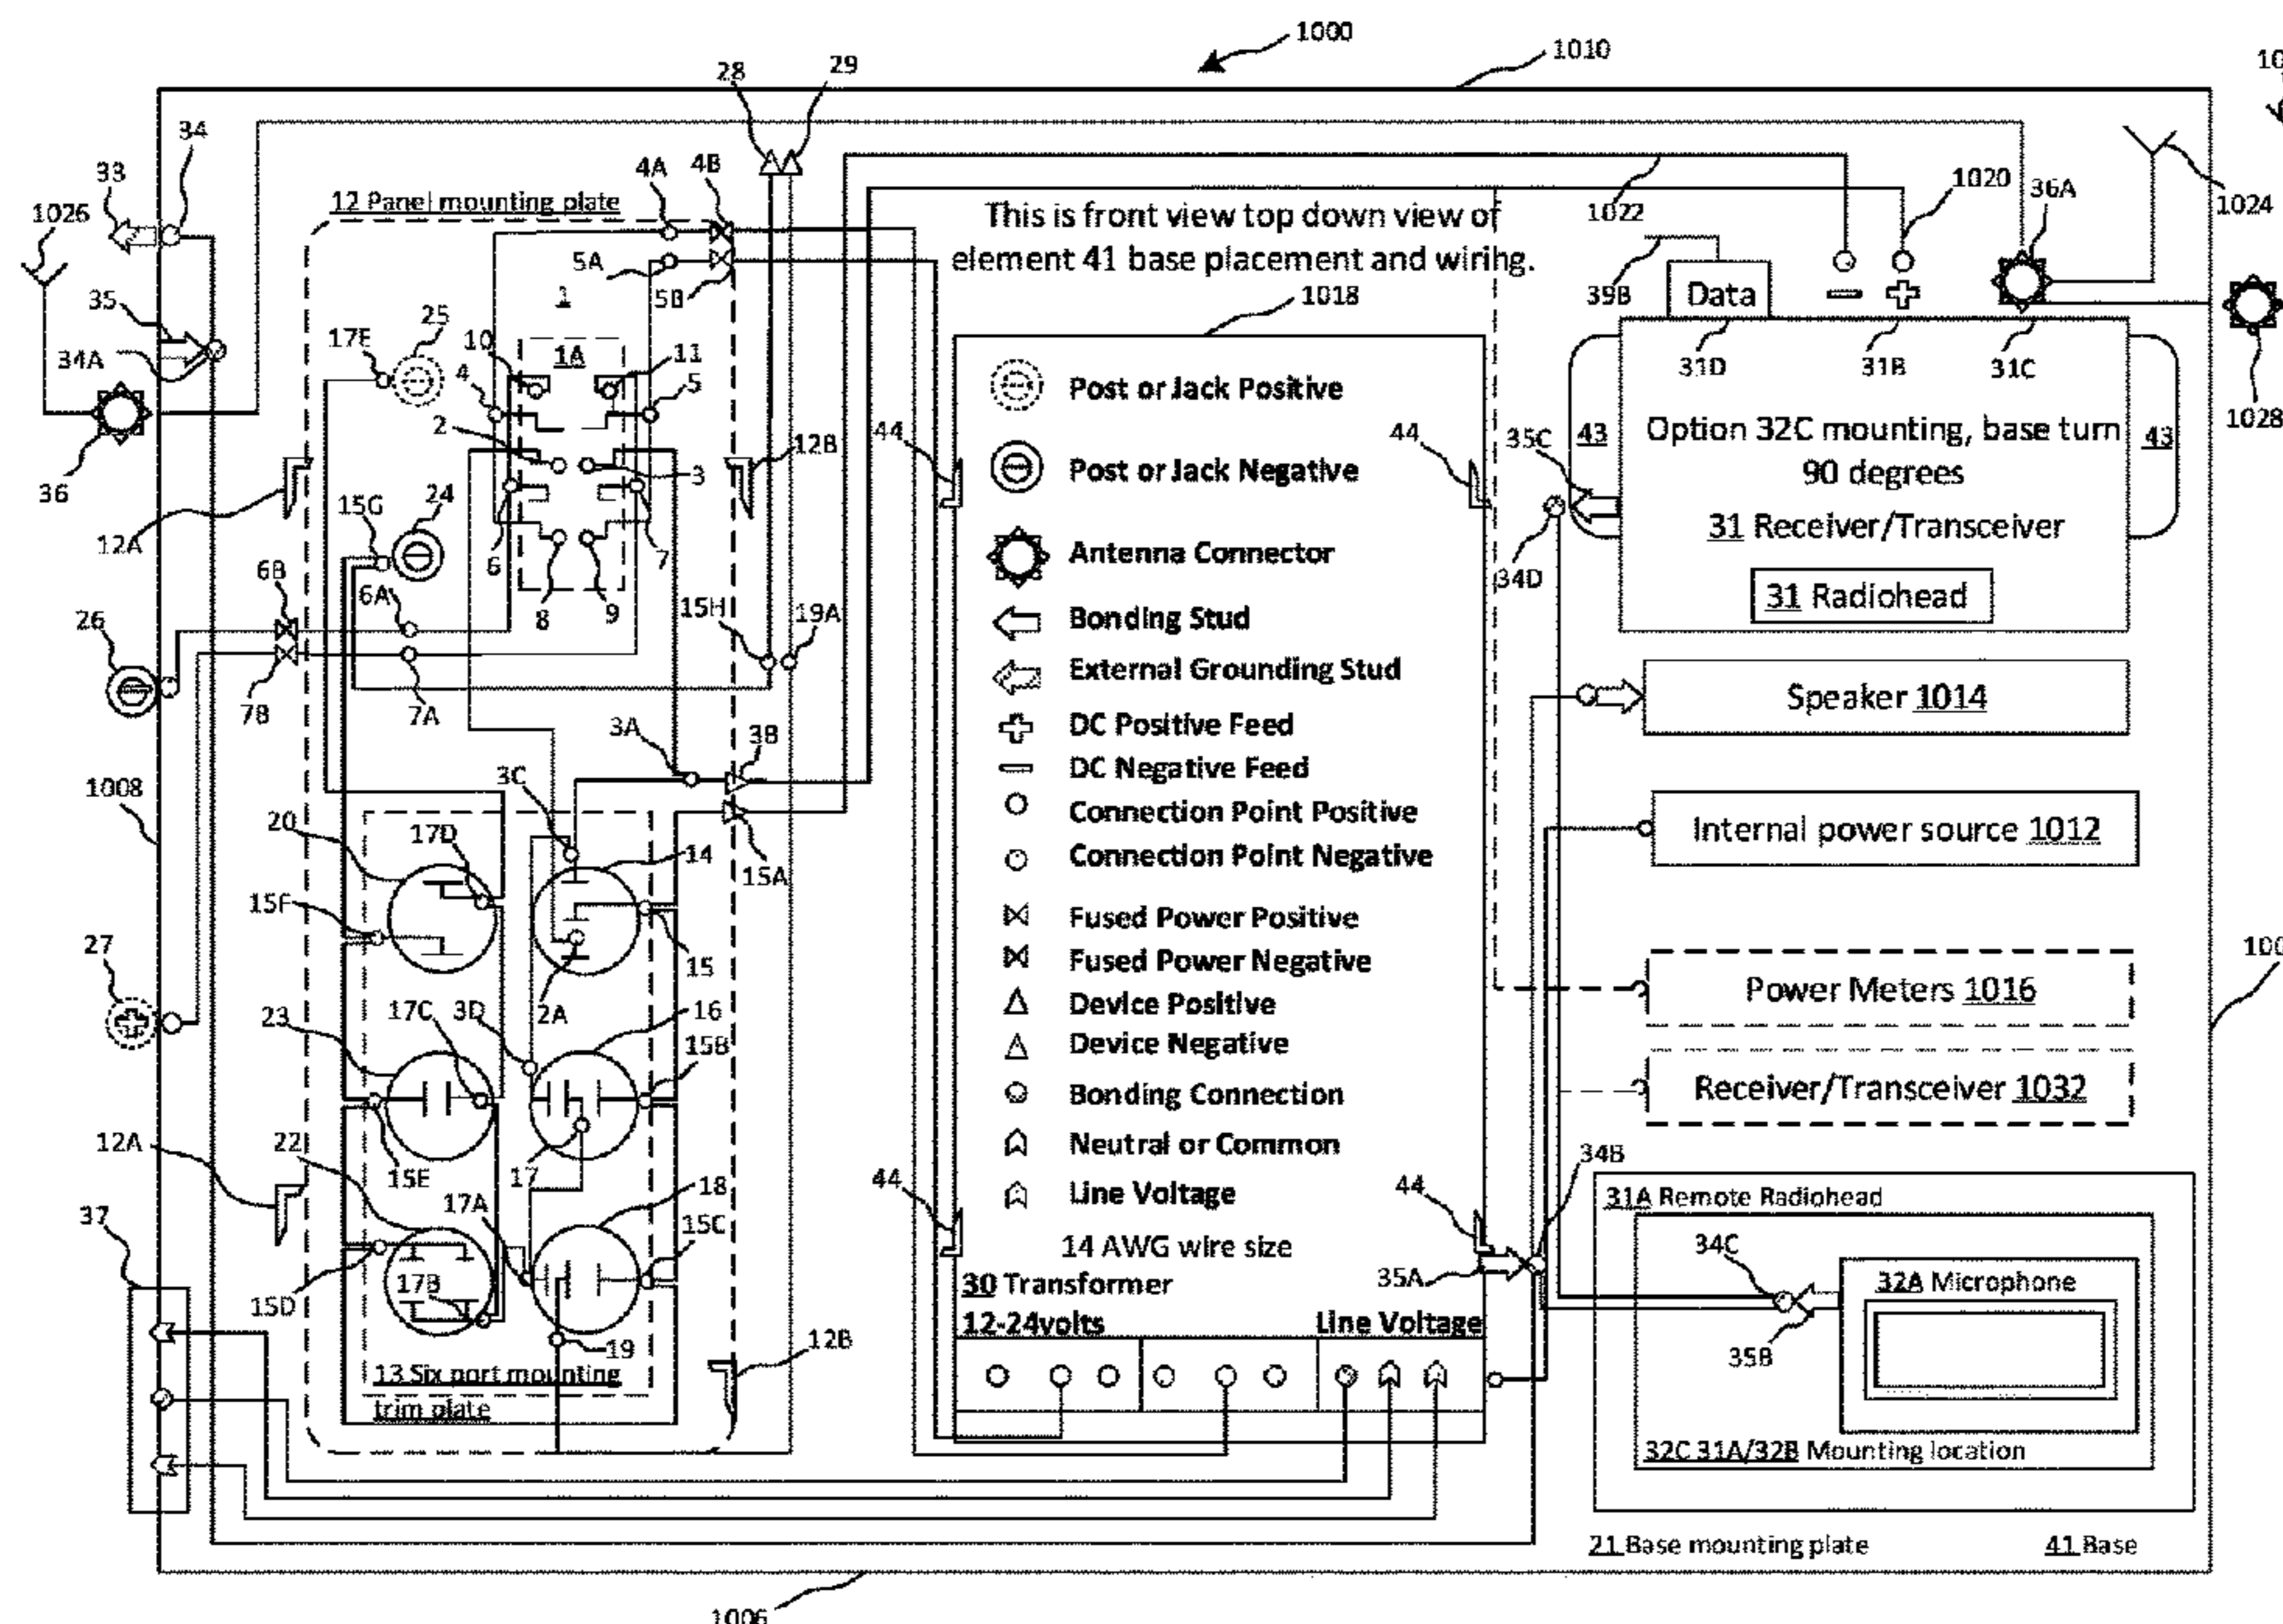 1000
1010
10
28
29
34
33
4A
4B
1026
12 Panel mounting plate
1020
36A
1022
1024
This is front view top down view of
element 41 base placement and wiring.
5A
5B
39B
Data
1018
35
34A
1
25
17E
10
1A
11
4
5
31D
31B
31C
1028
Post or Jack Positive
2
44
44
35C
43
Option 32C mounting, base turn
90 degrees
43
12B
3
Post or Jack Negative
36
15G
24
12A
31 Receiver/Transceiver
Antenna Connector
6
7
34D
6B
6A
8
9
15H
19A
31 Radiohead
26
Bonding Stud
External Grounding Stud
Speaker 1014
7B
7A
3A
3B
DC Positive Feed
3C
DC Negative Feed
1008
Connection Point Positive
20
17D
Internal power source 1012
14
Connection Point Negative
15A
15F
Fused Power Positive
27
15
Fused Power Negative
100
23
17C
3D
2A
16
Power Meters 1016
Device Positive
15B
Device Negative
Receiver/Transceiver 1032
Bonding Connection
12A
22
15E
17
Neutral or Common
34B
17A
18
44
Line Voltage
44
31A Remote Radiohead
37
15C
34C
14 AWG wire size
35A
32A Microphone
15D
17B
30 Transformer
12-24volts
Line Voltage
19
12B
35B
13 Six port mounting
trim plate
32C 31A/32B Mounting location
21 Base mounting plate
41 Base
1006